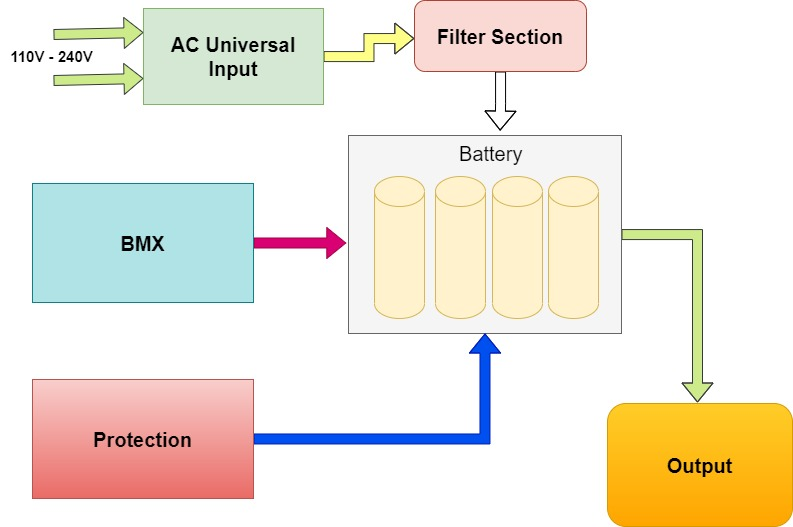 110V - 240V
AC Universal
Input
Filter Section
Battery
BMX
Protection
Output